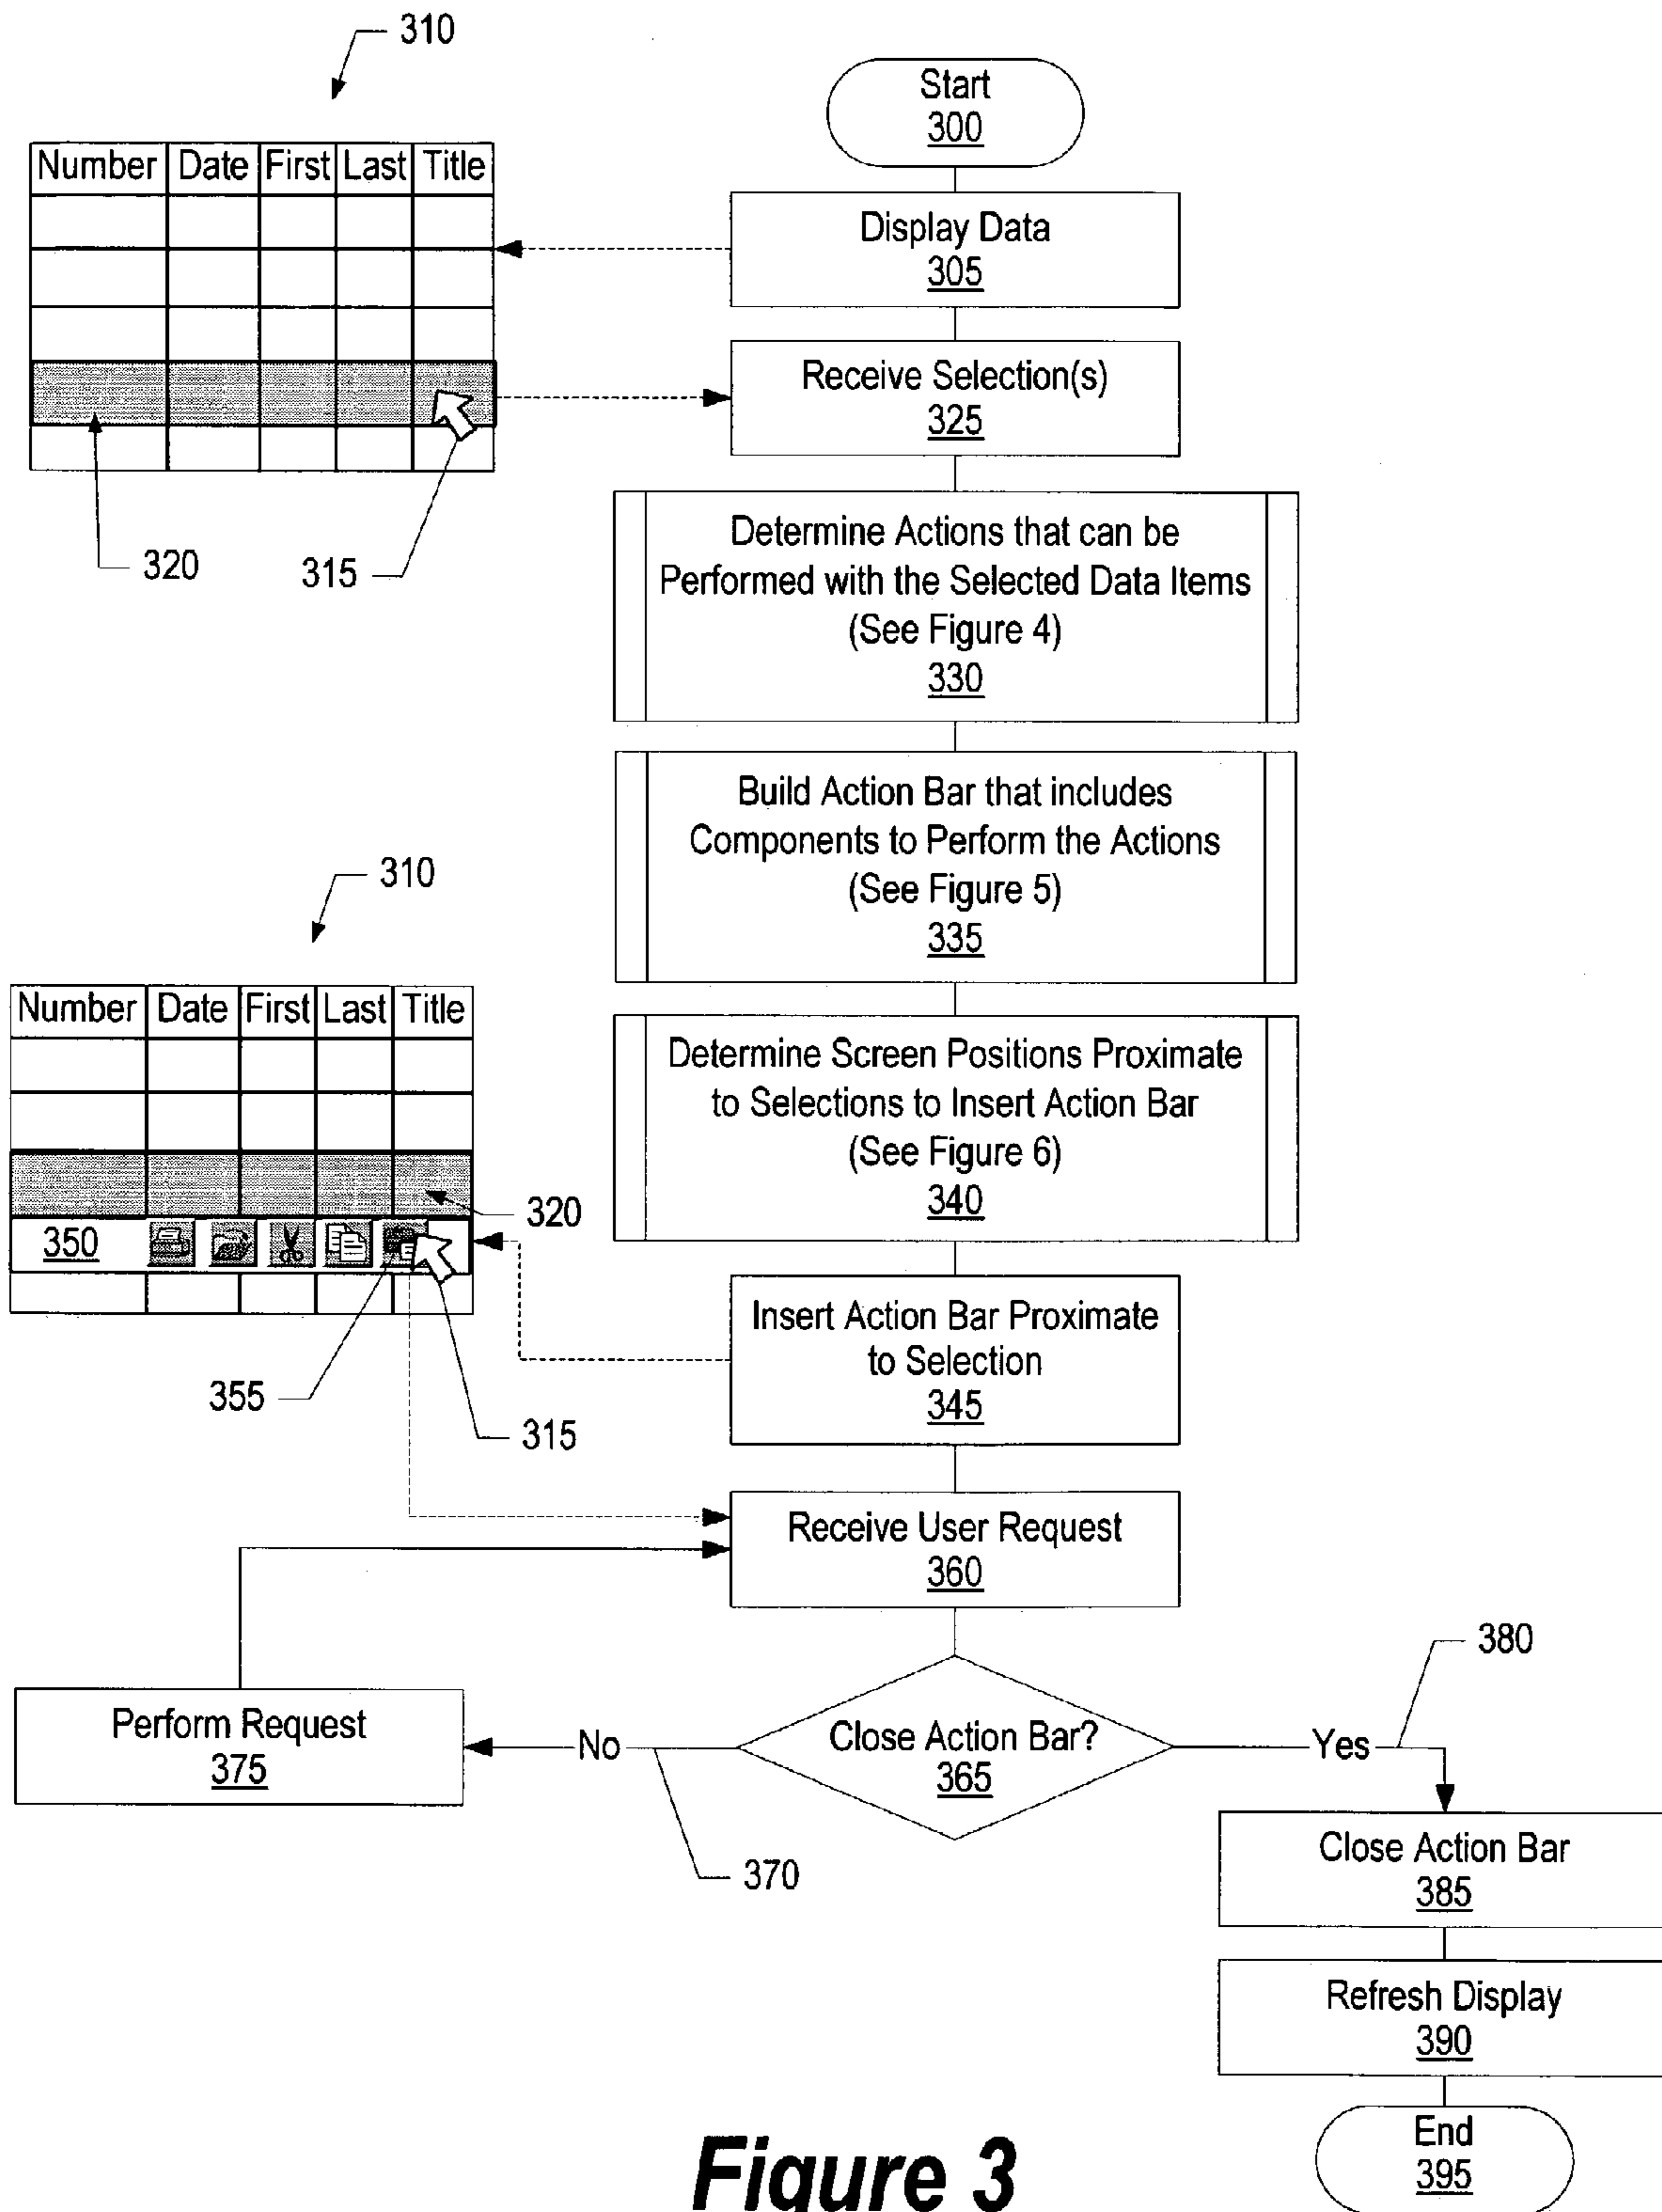 310
Start
300
Number Date First Last Title
Display Data
305
Receive Selection(s)
325
320
315
Determine Actions that can be
Performed with the Selected Data Items
(See Figure 4)
330
Build Action Bar that includes
Components to Perform the Actions
(See Figure 5)
335
310
Number Date First Last Title
Determine Screen Positions Proximate
to Selections to Insert Action Bar
(See Figure 6)
340
320
350
355
315
Insert Action Bar Proximate
to Selection
345
Receive User Request
360
380
Perform Request
375
No
Close Action Bar?
365
Yes
370
Close Action Bar
385
Refresh Display
390
End
395
Figure 3